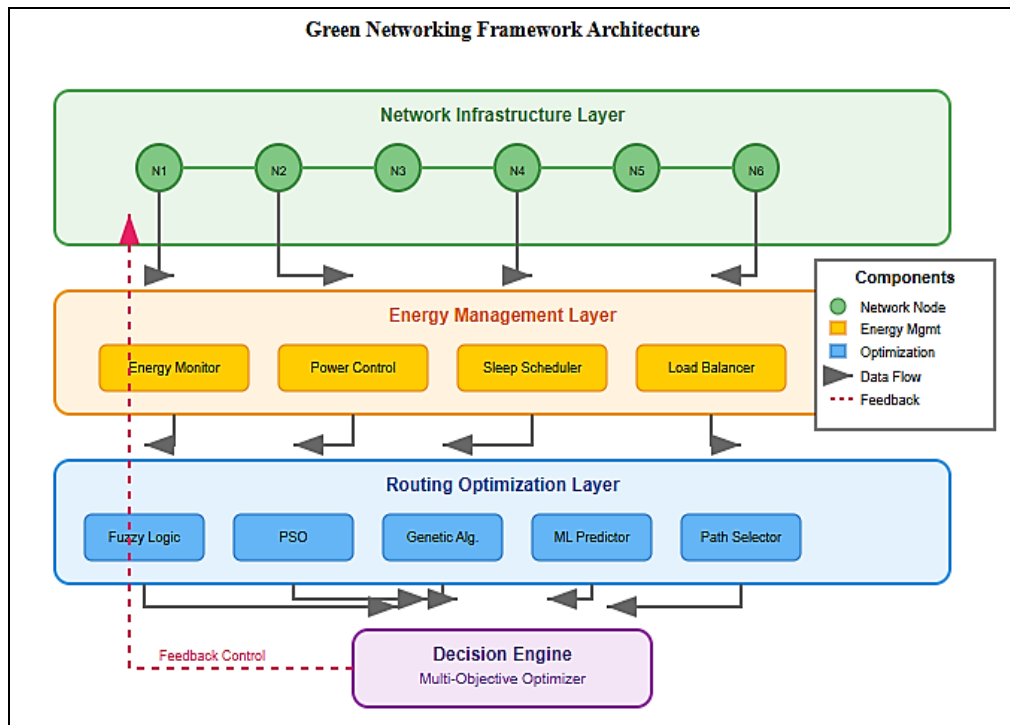 Green Networking Framework Architecture
Network Infrastructure Layer
N1
N2
N3
N4
N5
N6
Components
Network Node
Energy Mgmt
Optimization
Data Flow
Feedback
Energy Management Layer
Energy Monitor
Power Control
Sleep Scheduler
Load Balancer
Routing Optimization Layer
Fuzzy Logic
PSO
Genetic Alg.
ML Predictor
Path Selector
Feedback Control
Decision Engine
Multi-Objective Optimizer